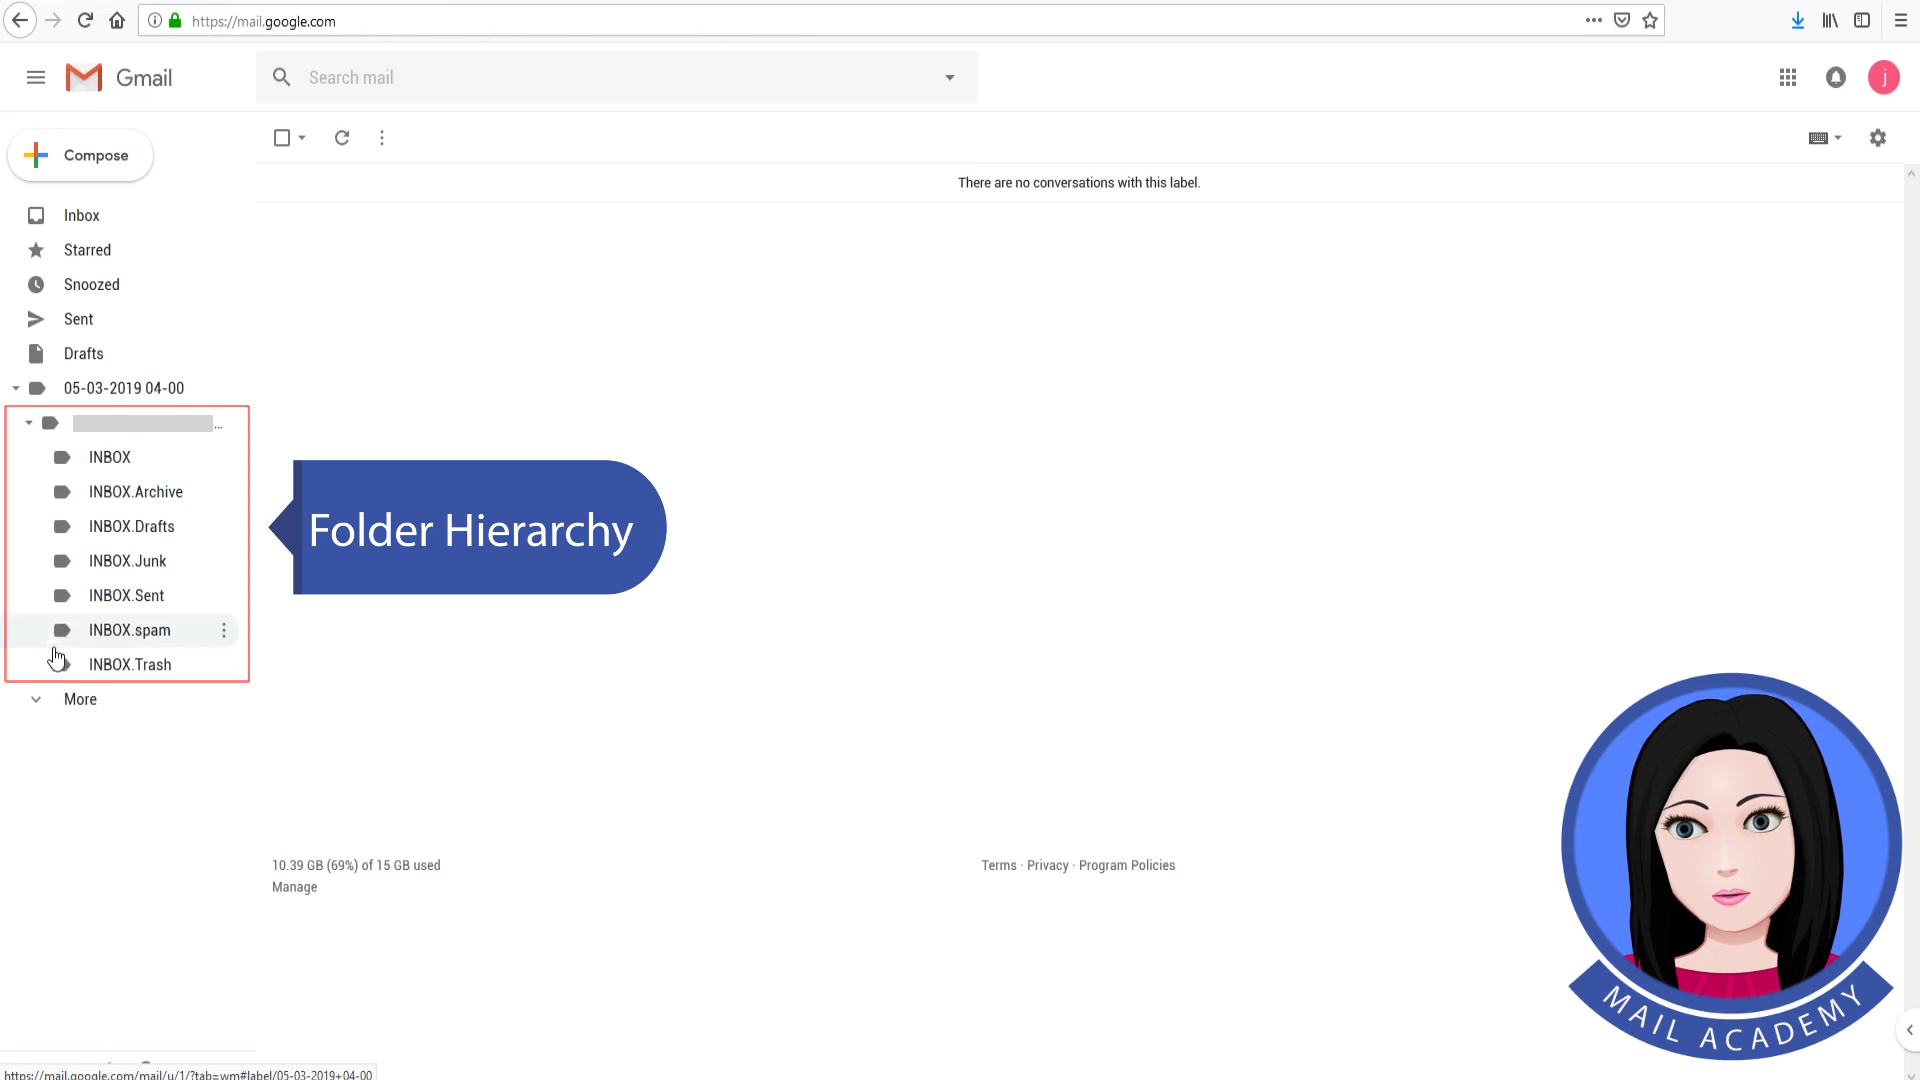 https://mail.google.com
Gmail
Search mail
j
Compose
There are no conversations with this label.
Inbox
Starred
Snoozed
Sent
Drafts
05-03-2019 04-00
...
INBOX
INBOX.Archive
INBOX.Drafts
INBOX.Junk
INBOX.Sent
INBOX.spam
INBOX.Trash
More
Folder Hierarchy
10.39 GB (69%) of 15 GB used
Manage
Terms · Privacy · Program Policies
MAIL ACADEMY
https://mail.google.com/mail/u/1/?tab=wm#label/05-03-2019+04-00